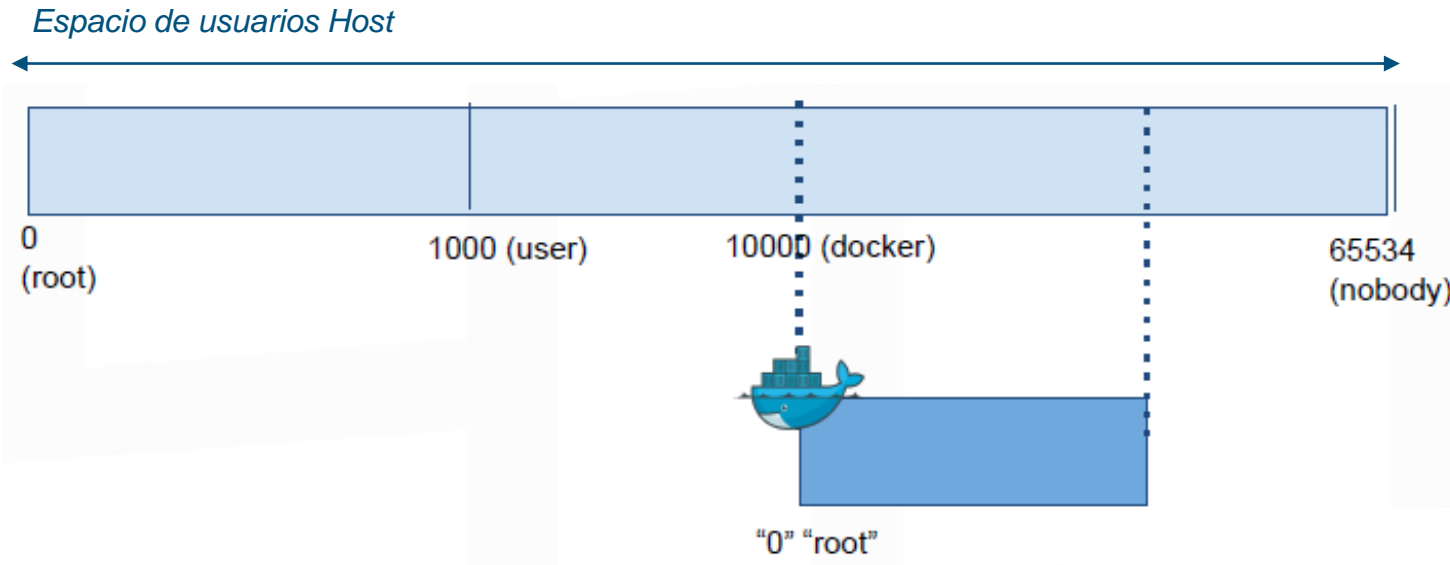 Espacio de usuarios Host
0
(root)
1000 (user)
10000 (docker)
65534
(nobody)
“0” “root”